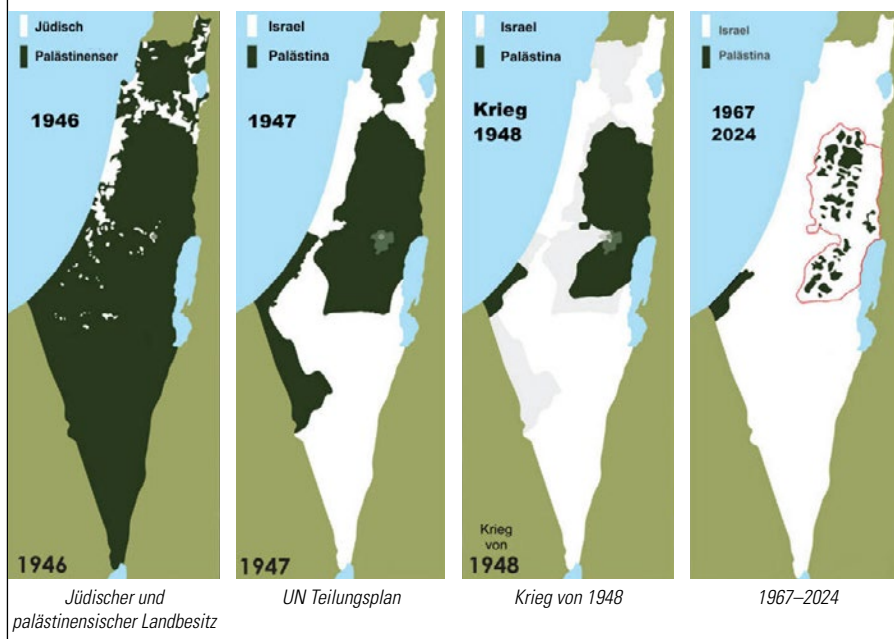 Jüdisch
Palästinenser
1946
1946
Jüdischer und
palästinensischer Landbesitz
Israel
Palästina
1947
1947
UN Teilungsplan
Israel
Palästina
Krieg
1948
Krieg
von
1948
Krieg von 1948
Israel
Palästina
1967
2024
1967–2024